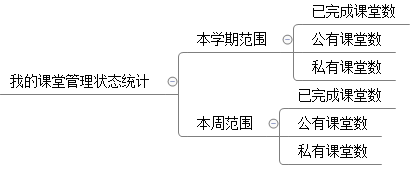 我的课堂管理状态统计
本学期范围
已完成课堂数
公有课堂数
私有课堂数
本周范围
已完成课堂数
公有课堂数
私有课堂数